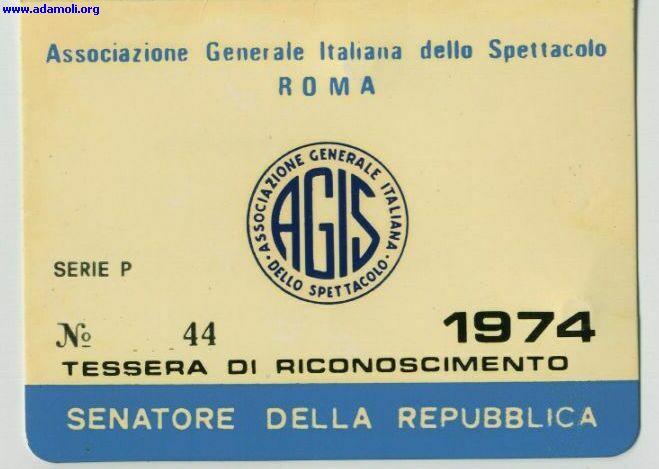 www.adamoli.org
Associazione Generale Italiana dello Spettacolo
ROMA
ASSOCIAZIONE GENERALE ITALIANA
AGIS
· DELLO SPETTACOLO ·
SERIE P
№ 44
1974
TESSERA DI RICONOSCIMENTO
SENATORE DELLA REPUBBLICA